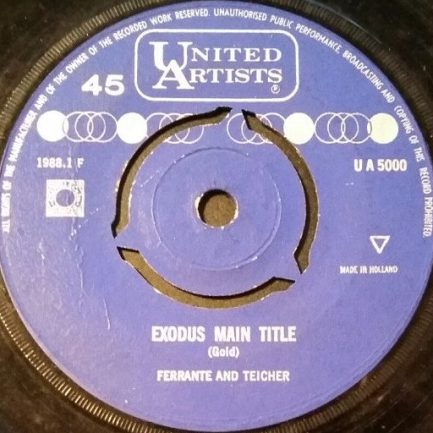 ALL RIGHTS OF THE MANUFACTURER AND OF THE OWNER OF THE RECORDED WORK RESERVED. UNAUTHORISED PUBLIC PERFORMANCE, BROADCASTING AND COPYING OF THIS RECORD PROHIBITED.
UNITED
ARTISTS®
45
1988.1 F
U A 5000
MADE IN HOLLAND
EXODUS MAIN TITLE
(Gold)
FERRANTE AND TEICHER